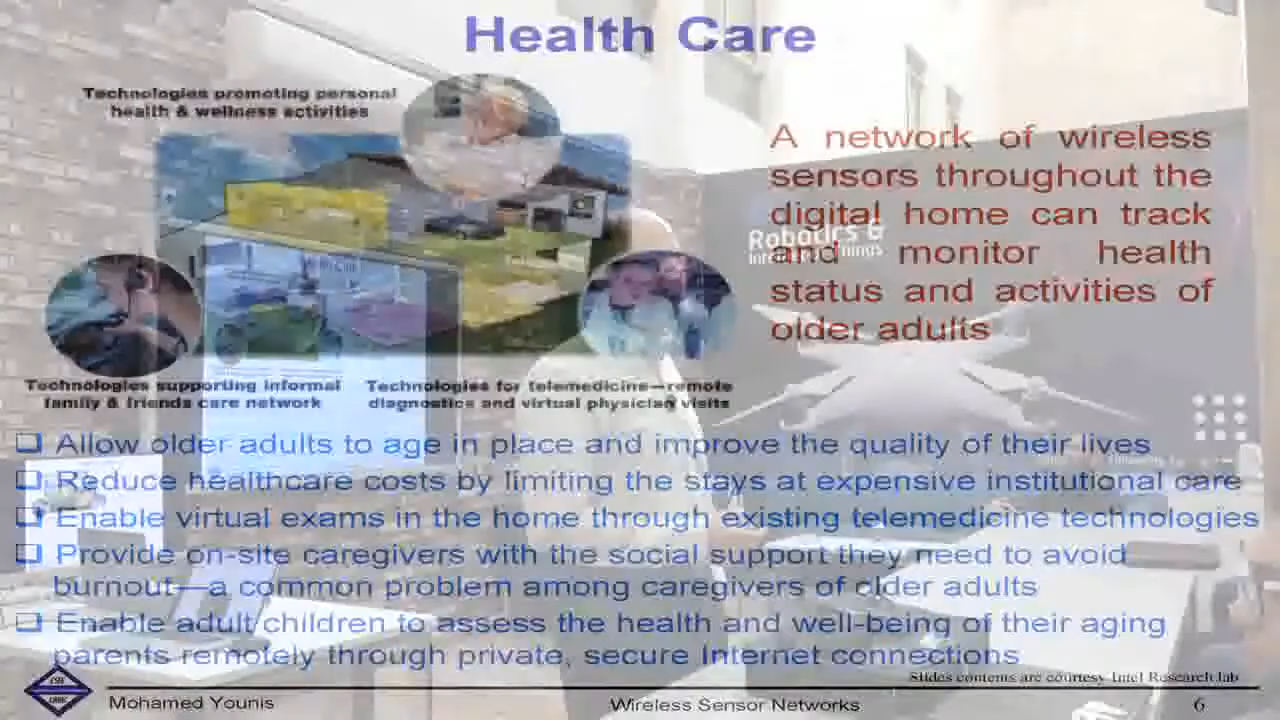 Health Care
Technologies promoting personal
health & wellness activities
A network of wireless
sensors throughout the
digital home can track
and monitor health
status and activities of
older adults
Robotics &
Internet Things
Technologies supporting informal
family & friends care network
Technologies for telemedicine—remote
diagnostics and virtual physician visits
❑ Allow older adults to age in place and improve the quality of their lives
❑ Reduce healthcare costs by limiting the stays at expensive institutional care
❑ Enable virtual exams in the home through existing telemedicine technologies
❑ Provide on-site caregivers with the social support they need to avoid
burnout—a common problem among caregivers of older adults
❑ Enable adult children to assess the health and well-being of their aging
parents remotely through private, secure Internet connections
Slides contents are courtesy Intel Research lab
Mohamed Younis
Wireless Sensor Networks
6